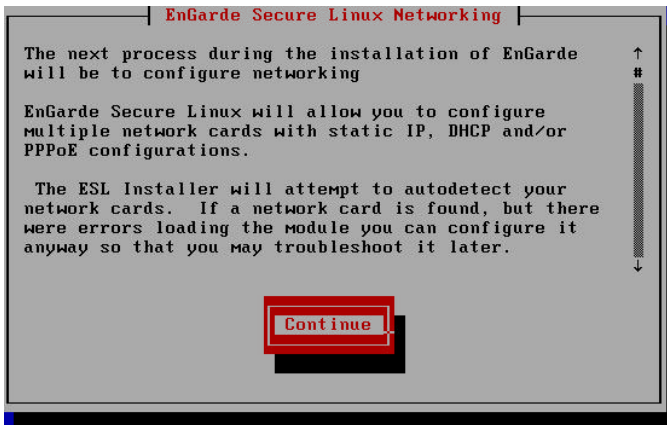 EnGarde Secure Linux Networking
The next process during the installation of EnGarde
will be to configure networking
EnGarde Secure Linux will allow you to configure
multiple network cards with static IP, DHCP and/or
PPPoE configurations.
The ESL Installer will attempt to autodetect your
network cards. If a network card is found, but there
were errors loading the module you can configure it
anyway so that you may troubleshoot it later.
Continue